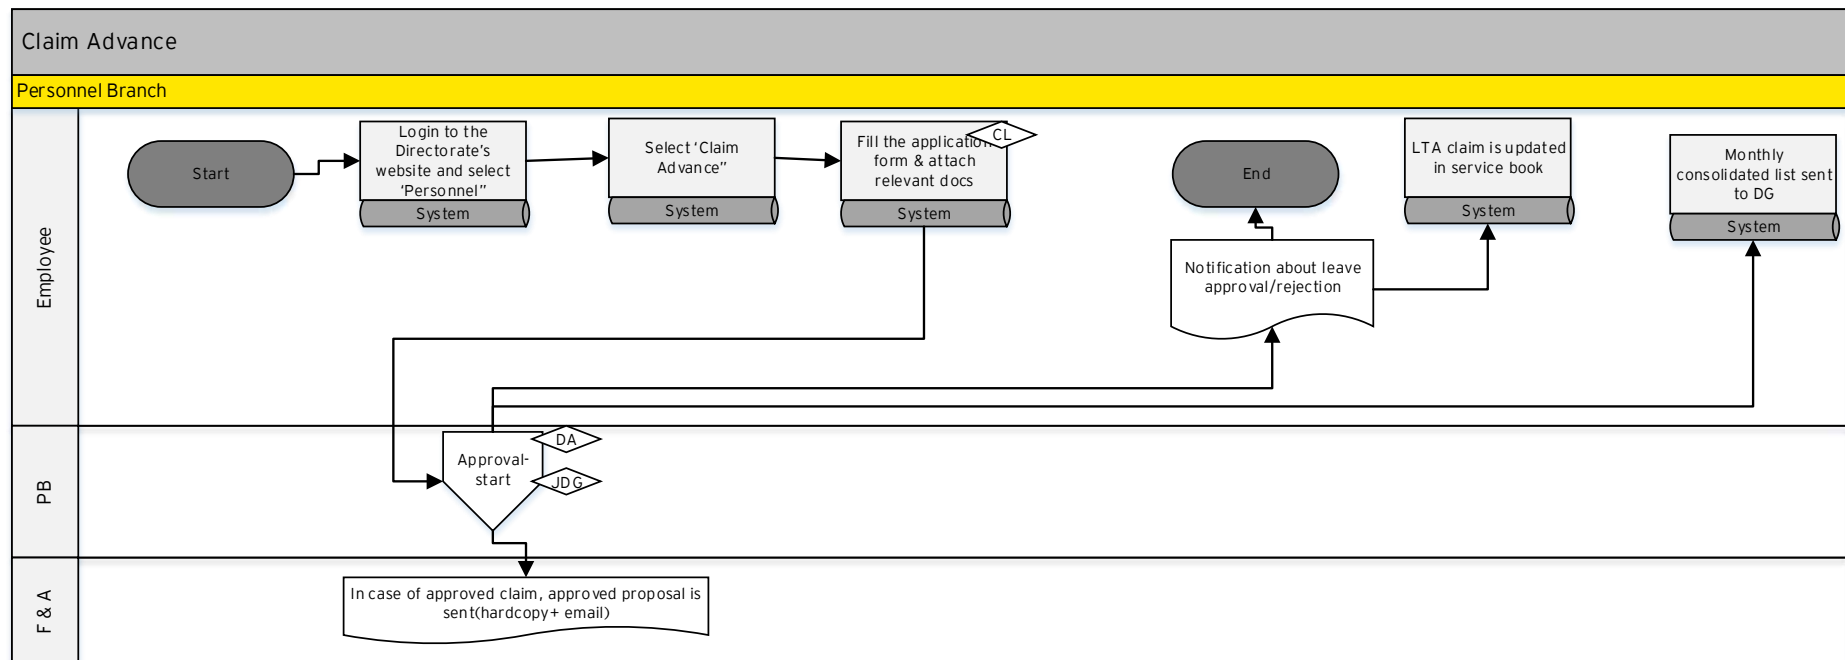 Claim Advance
Personnel Branch
Employee
Start
Login to the
Directorate's
website and select
‘Personnel”
System
Select ‘Claim
Advance”
System
Fill the application
form & attach
relevant docs
CL
System
End
Notification about leave
approval/rejection
LTA claim is updated
in service book
System
Monthly
consolidated list sent
to DG
System
PB
Approval-
start
DA
JDG
F & A
In case of approved claim, approved proposal is
sent(hardcopy+ email)